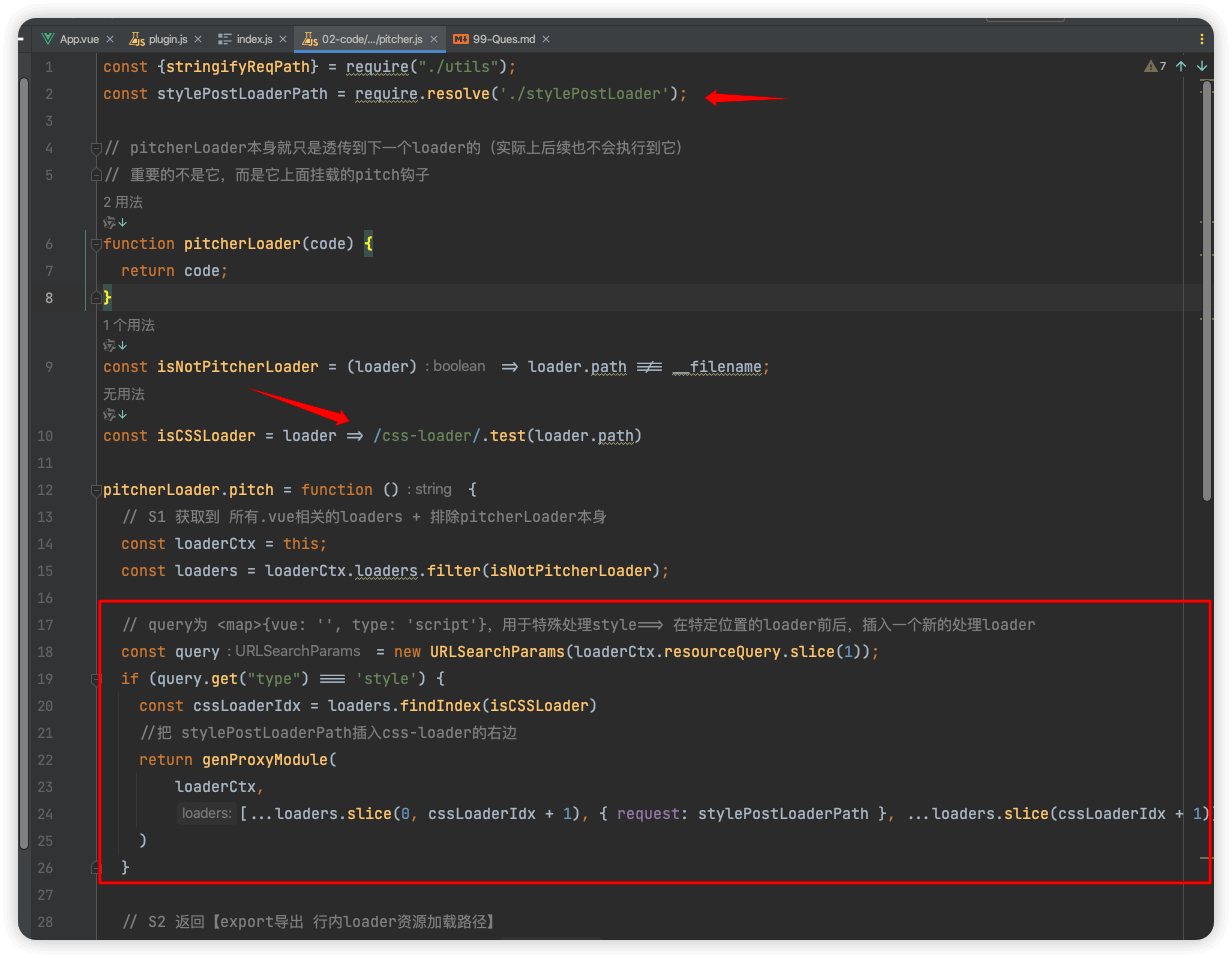 App.vue × plugin.js × index.js × 02-code/.../pitcher.js × 99-Ques.md ×
1 const {stringifyReqPath} = require("./utils"); 7
2 const stylePostLoaderPath = require.resolve('./stylePostLoader');
3
4 // pitcherLoader本身就只是透传到下一个loader的（实际上后续也不会执行到它）
5 // 重要的不是它，而是它上面挂载的pitch钩子
2 用法
6 function pitcherLoader(code) {
7 return code;
8 }
1 个用法
9 const isNotPitcherLoader = (loader) : boolean => loader.path !== __filename;
无用法
10 const isCSSLoader = loader => /css-loader/.test(loader.path)
11
12 pitcherLoader.pitch = function () : string {
13 // S1 获取到 所有.vue相关的loaders + 排除pitcherLoader本身
14 const loaderCtx = this;
15 const loaders = loaderCtx.loaders.filter(isNotPitcherLoader);
16
17 // query为 <map>{vue: '', type: 'script'}，用于特殊处理style==> 在特定位置的loader前后，插入一个新的处理loader
18 const query : URLSearchParams = new URLSearchParams(loaderCtx.resourceQuery.slice(1));
19 if (query.get("type") === 'style') {
20 const cssLoaderIdx = loaders.findIndex(isCSSLoader)
21 //把 stylePostLoaderPath插入css-loader的右边
22 return genProxyModule(
23 loaderCtx,
24 loaders: [...loaders.slice(0, cssLoaderIdx + 1), { request: stylePostLoaderPath }, ...loaders.slice(cssLoaderIdx + 1)
25 )
26 }
27
28 // S2 返回【export导出 行内loader资源加载路径】